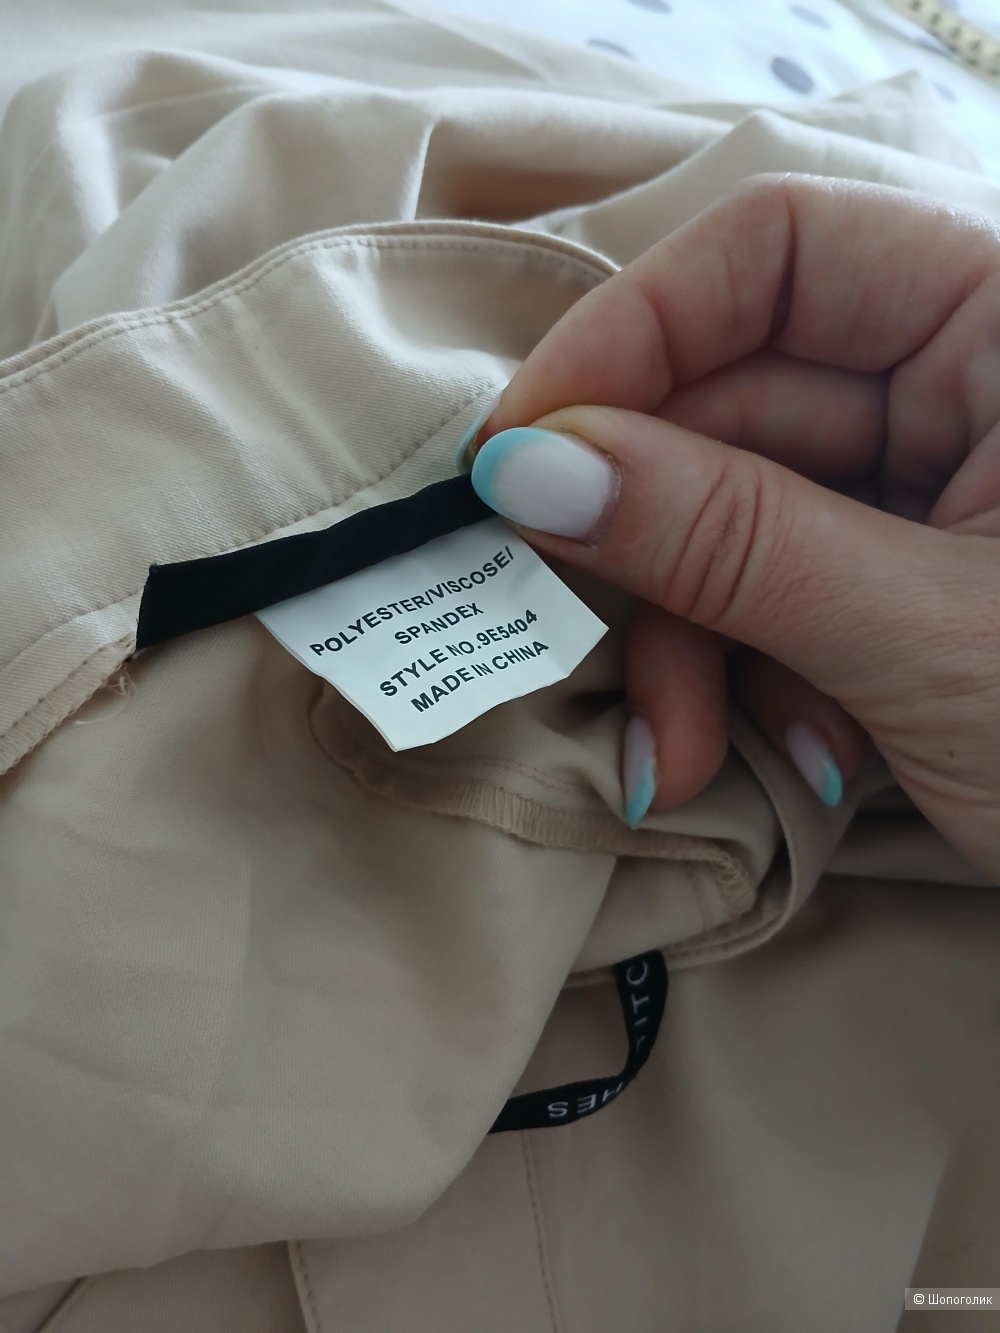 POLYESTER/VISCOSE/
SPANDEX
STYLE NO.9E5404
MADE IN CHINA
© Шопоголик